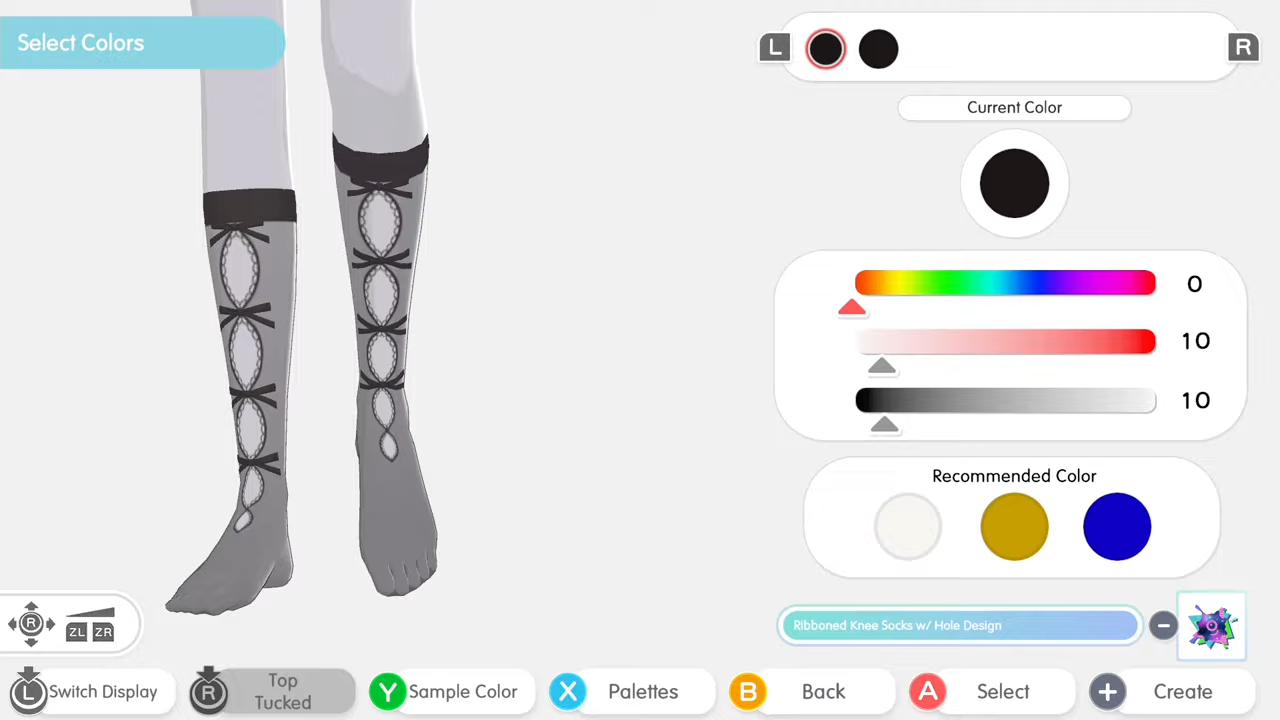 Select Colors
L
R
Current Color
0
10
10
Recommended Color
R
ZL ZR
Ribboned Knee Socks w/ Hole Design
L Switch Display
R Top
Tucked
Y Sample Color
X Palettes
B Back
A Select
+ Create